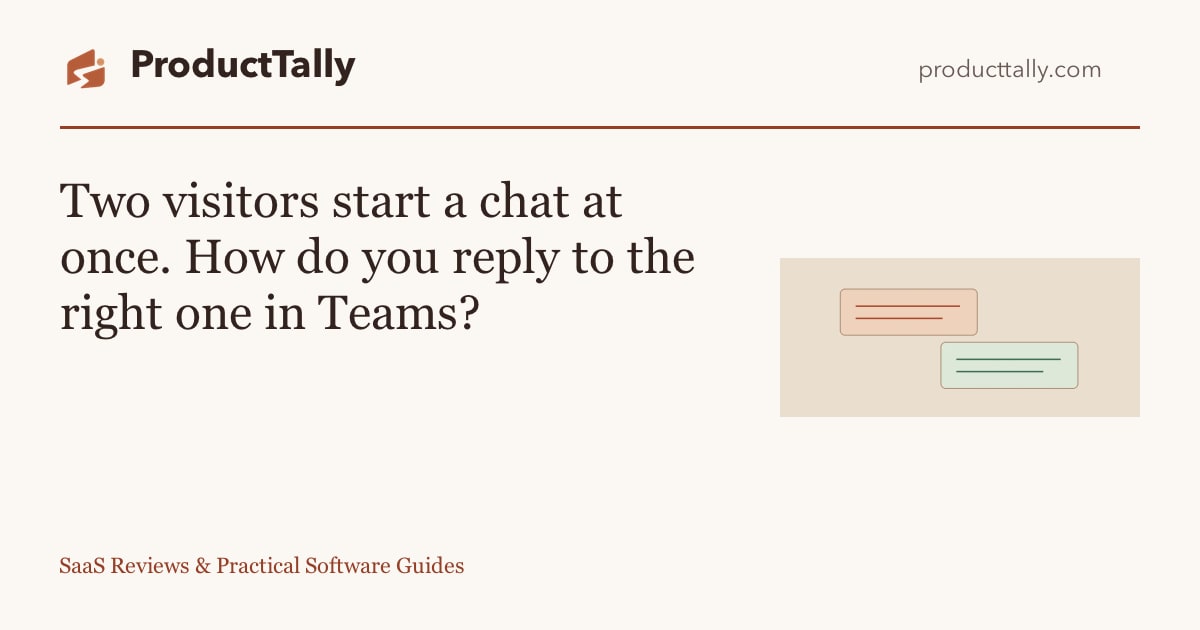 ProductTally
producttally.com
Two visitors start a chat at
once. How do you reply to the
right one in Teams?
SaaS Reviews & Practical Software Guides